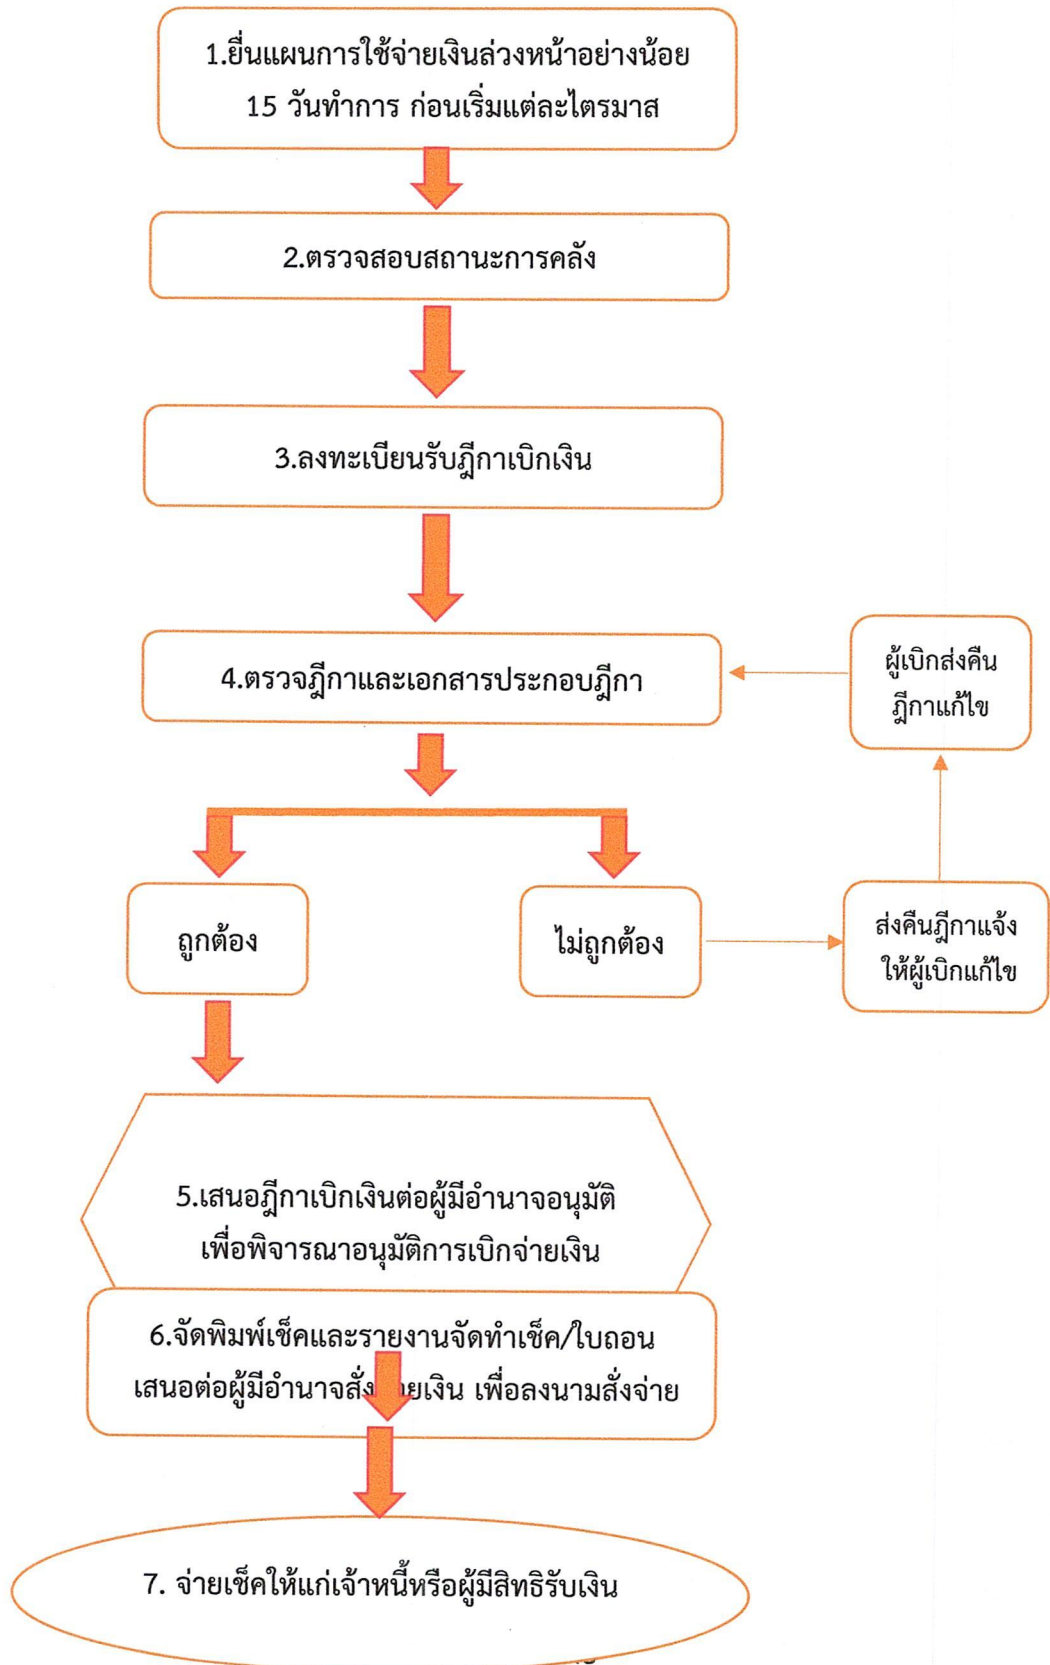 1.ยื่นแผนการใช้จ่ายเงินล่วงหน้าอย่างน้อย
15 วันทำการ ก่อนเริ่มแต่ละไตรมาส
2.ตรวจสอบสถานะการคลัง
3.ลงทะเบียนรับฎีกาเบิกเงิน
4.ตรวจฎีกาและเอกสารประกอบฎีกา
ผู้เบิกส่งคืน
ฎีกาแก้ไข
ถูกต้อง
ไม่ถูกต้อง
ส่งคืนฎีกาแจ้ง
ให้ผู้เบิกแก้ไข
5.เสนอฎีกาเบิกเงินต่อผู้มีอำนาจอนุมัติ
เพื่อพิจารณาอนุมัติการเบิกจ่ายเงิน
6.จัดพิมพ์เช็คและรายงานจัดทำเช็ค/ใบถอน
เสนอต่อผู้มีอำนาจสั่งจ่ายเงิน เพื่อลงนามสั่งจ่าย
7. จ่ายเช็คให้แก่เจ้าหนี้หรือผู้มีสิทธิรับเงิน